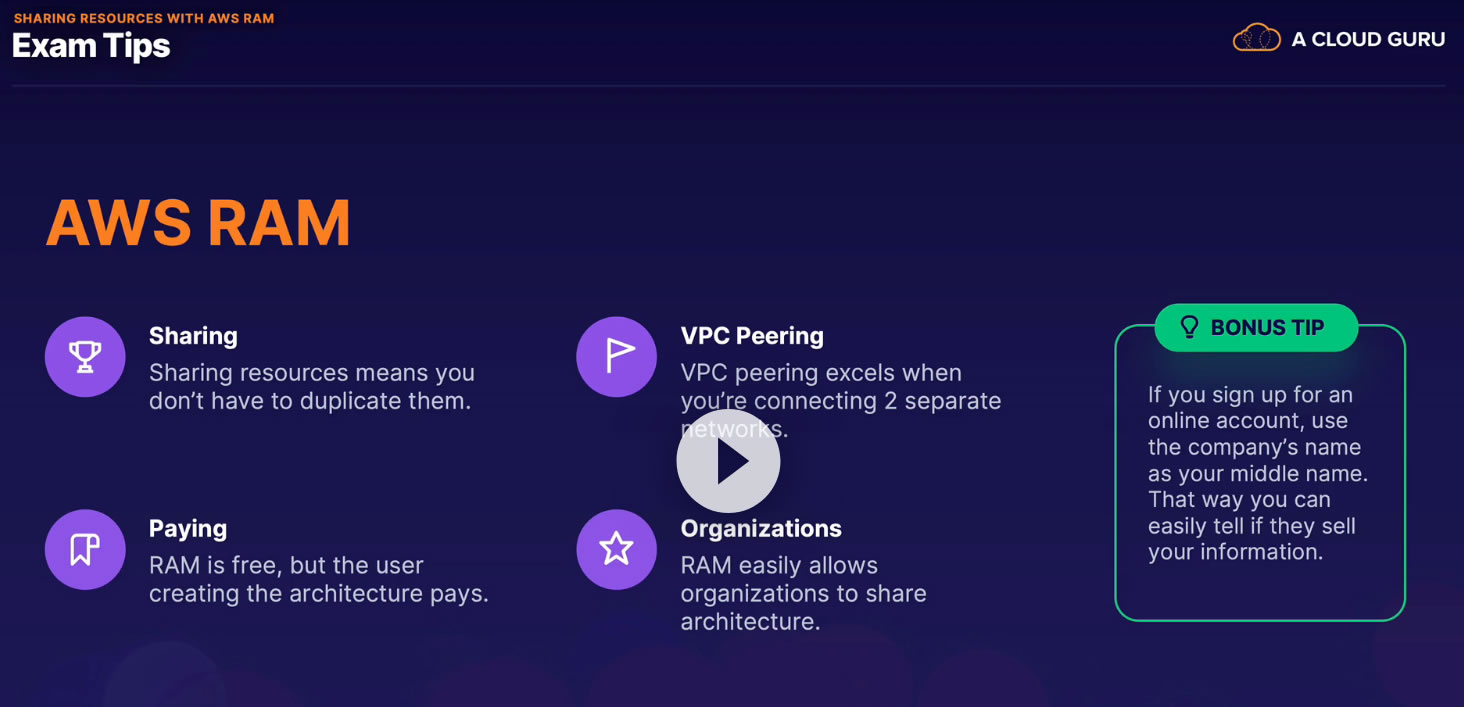 SHARING RESOURCES WITH AWS RAM
Exam Tips
A CLOUD GURU
AWS RAM
Sharing
Sharing resources means you
don’t have to duplicate them.
VPC Peering
VPC peering excels when
you’re connecting 2 separate
networks.
Paying
RAM is free, but the user
creating the architecture pays.
Organizations
RAM easily allows
organizations to share
architecture.
BONUS TIP
If you sign up for an
online account, use
the company’s name
as your middle name.
That way you can
easily tell if they sell
your information.